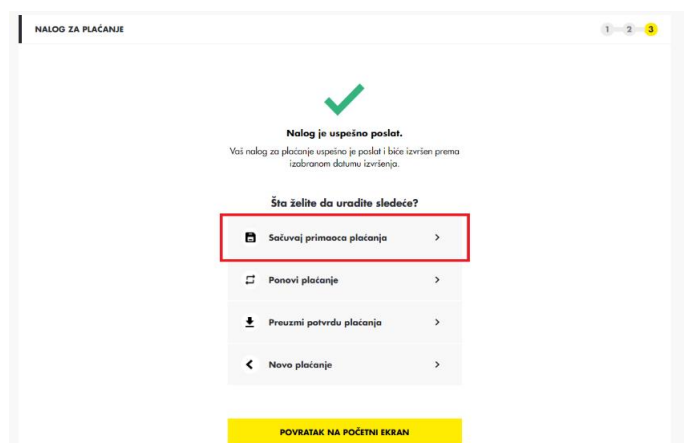 NALOG ZA PLAĆANJE
1 2 3
Nalog je uspešno poslat.
Vaš nalog za plaćanje uspešno je poslat i biće izvršen prema
izabranom datumu izvršenja.
Šta želite da uradite sledeće?
Sačuvaj primaoca plaćanja
Ponovi plaćanje
Preuzmi potvrdu plaćanja
Novo plaćanje
POVRATAK NA POČETNI EKRAN